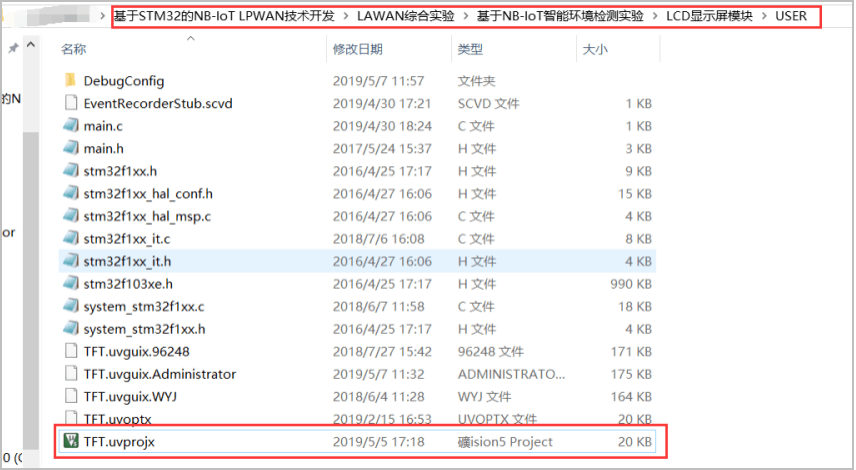 基于STM32的NB-IoT LPWAN技术开发 > LAWAN综合实验 > 基于NB-IoT智能环境检测实验 > LCD显示屏模块 > USER
名称 修改日期 类型 大小
DebugConfig 2019/5/7 11:57 文件夹
的N EventRecorderStub.scvd 2019/4/30 17:21 SCVD 文件 1 KB
main.c 2019/4/30 18:24 C 文件 1 KB
main.h 2017/5/24 15:37 H 文件 3 KB
stm32f1xx.h 2016/4/25 17:17 H 文件 9 KB
stm32f1xx_hal_conf.h 2016/4/27 16:06 H 文件 15 KB
stm32f1xx_hal_msp.c 2016/4/27 16:06 C 文件 4 KB
or stm32f1xx_it.c 2018/7/6 16:08 C 文件 8 KB
stm32f1xx_it.h 2016/4/27 16:06 H 文件 4 KB
stm32f103xe.h 2016/4/25 17:17 H 文件 990 KB
system_stm32f1xx.c 2018/6/7 11:58 C 文件 18 KB
system_stm32f1xx.h 2016/4/25 17:17 H 文件 4 KB
TFT.uvguix.96248 2018/7/27 15:42 96248 文件 171 KB
TFT.uvguix.Administrator 2019/5/7 11:32 ADMINISTRATO... 175 KB
TFT.uvguix.WYJ 2018/6/4 11:28 WYJ 文件 164 KB
TFT.uvoptx 2019/2/15 16:53 UVOPTX 文件 20 KB
TFT.uvprojx 2019/5/5 17:18 礦ision5 Project 20 KB
0 (C